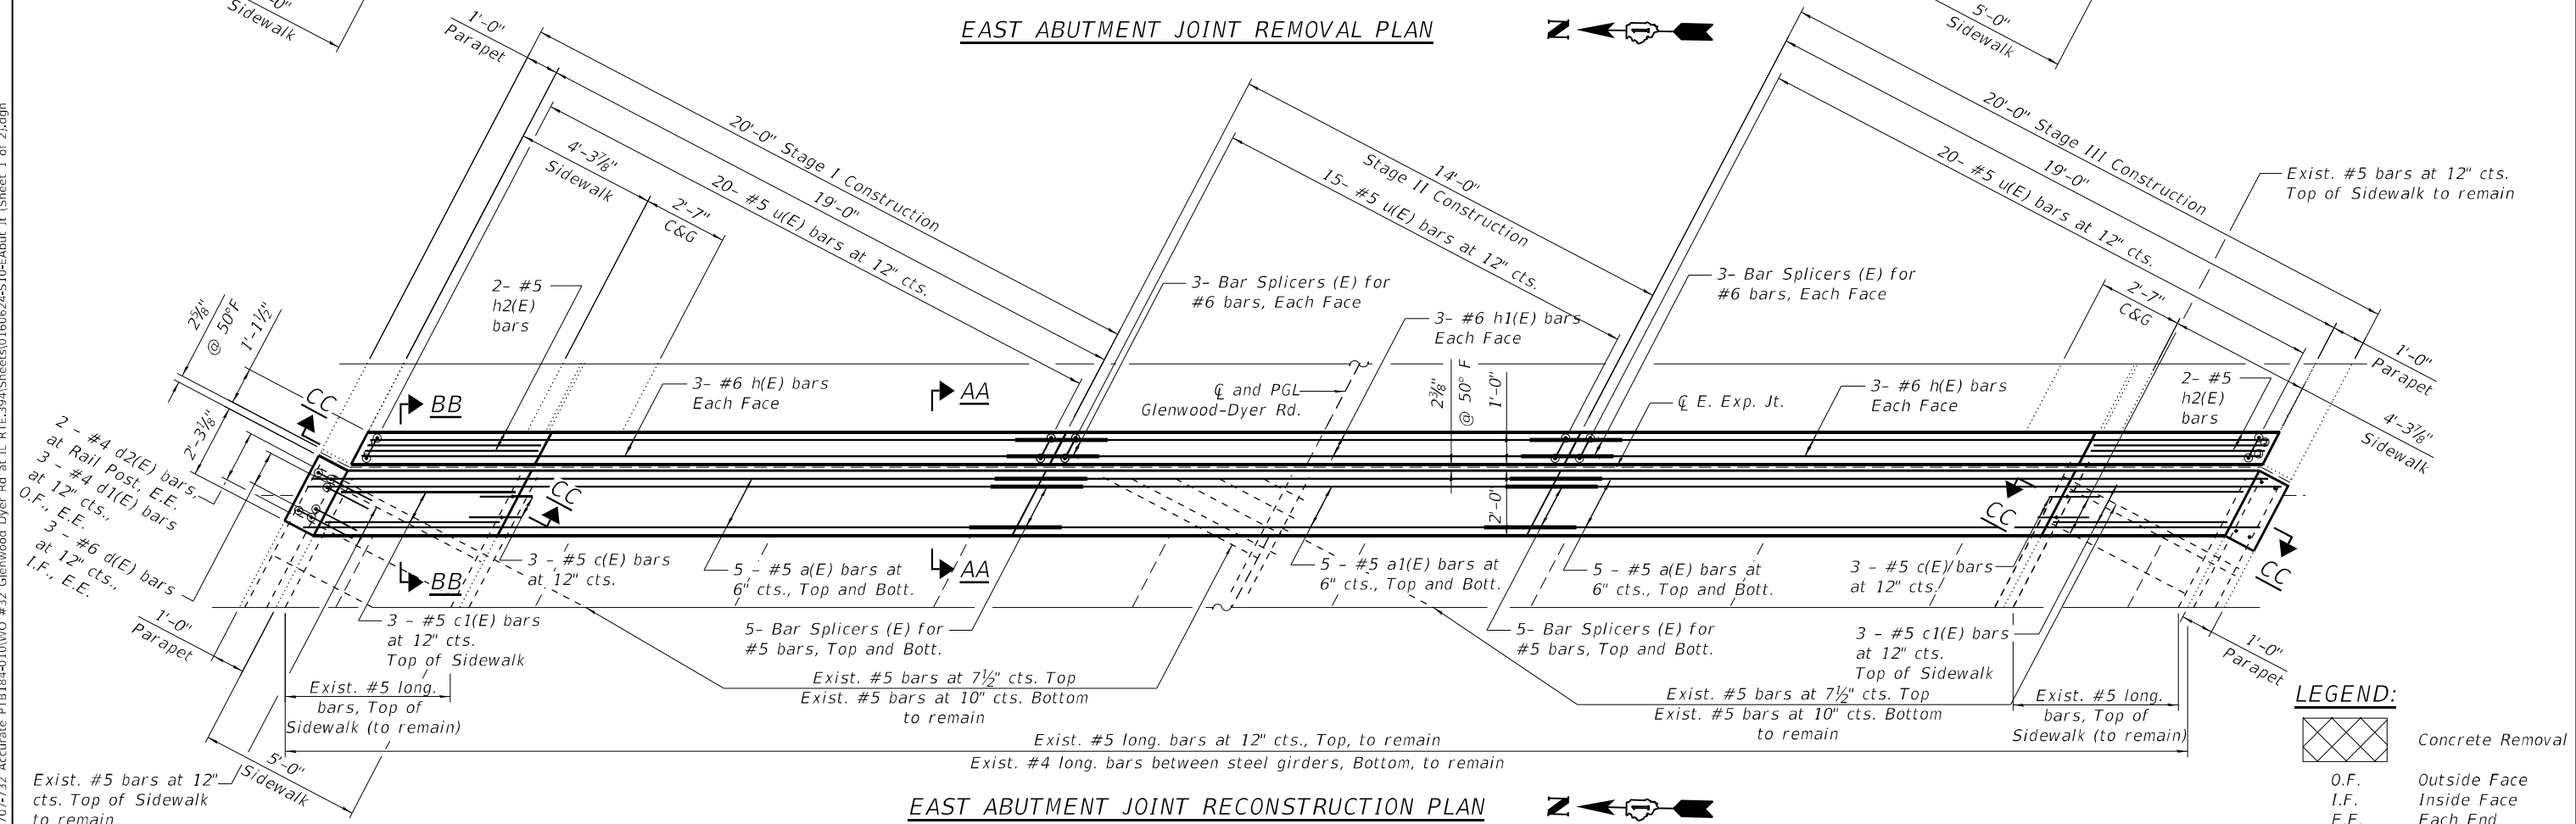 Sidewalk
1'-0"
Parapet
EAST ABUTMENT JOINT REMOVAL PLAN
N
5'-0"
Sidewalk
20'-0" Stage I Construction
19'-0"
20- #5 u(E) bars at 12" cts.
4'-3⅞"
Sidewalk
2'-7"
C&G
14'-0"
Stage II Construction
15- #5 u(E) bars at 12" cts.
20'-0" Stage III Construction
19'-0"
20- #5 u(E) bars at 12" cts.
Exist. #5 bars at 12" cts.
Top of Sidewalk to remain
2'-7"
C&G
1'-0"
Parapet
4'-3⅞"
Sidewalk
2⅝"
@ 50°F
1'-1½"
2'-3⅛"
2- #5
h2(E)
bars
3- Bar Splicers (E) for
#6 bars, Each Face
3- #6 h1(E) bars
Each Face
3- Bar Splicers (E) for
#6 bars, Each Face
CC
BB
3- #6 h(E) bars
Each Face
AA
℄ and PGL
Glenwood-Dyer Rd.
2⅜"
@ 50° F
1'-0"
2'-0"
℄ E. Exp. Jt.
3- #6 h(E) bars
Each Face
2- #5
h2(E)
bars
2 - #4 d2(E) bars,
at Rail Post, E.E.
3 - #4 d1(E) bars
at 12" cts.,
O.F., E.E.
3 - #6 d(E) bars
at 12" cts.,
I.F., E.E.
CC
CC
CC
BB
3 - #5 c(E) bars
at 12" cts.
5 - #5 a(E) bars at
6" cts., Top and Bott.
AA
5 - #5 a1(E) bars at
6" cts., Top and Bott.
5 - #5 a(E) bars at
6" cts., Top and Bott.
3 - #5 c(E) bars
at 12" cts.
1'-0"
Parapet
3 - #5 c1(E) bars
at 12" cts.
Top of Sidewalk
5- Bar Splicers (E) for
#5 bars, Top and Bott.
5- Bar Splicers (E) for
#5 bars, Top and Bott.
3 - #5 c1(E) bars
at 12" cts.
Top of Sidewalk
1'-0"
Parapet
Exist. #5 long.
bars, Top of
Sidewalk (to remain)
Exist. #5 bars at 7½" cts. Top
Exist. #5 bars at 10" cts. Bottom
to remain
Exist. #5 bars at 7½" cts. Top
Exist. #5 bars at 10" cts. Bottom
to remain
Exist. #5 long.
bars, Top of
Sidewalk (to remain)
Exist. #5 long. bars at 12" cts., Top, to remain
Exist. #4 long. bars between steel girders, Bottom, to remain
5'-0"
Sidewalk
Exist. #5 bars at 12"
cts. Top of Sidewalk
to remain
EAST ABUTMENT JOINT RECONSTRUCTION PLAN
N
LEGEND:
Concrete Removal
O.F. Outside Face
I.F. Inside Face
E.E. Each End